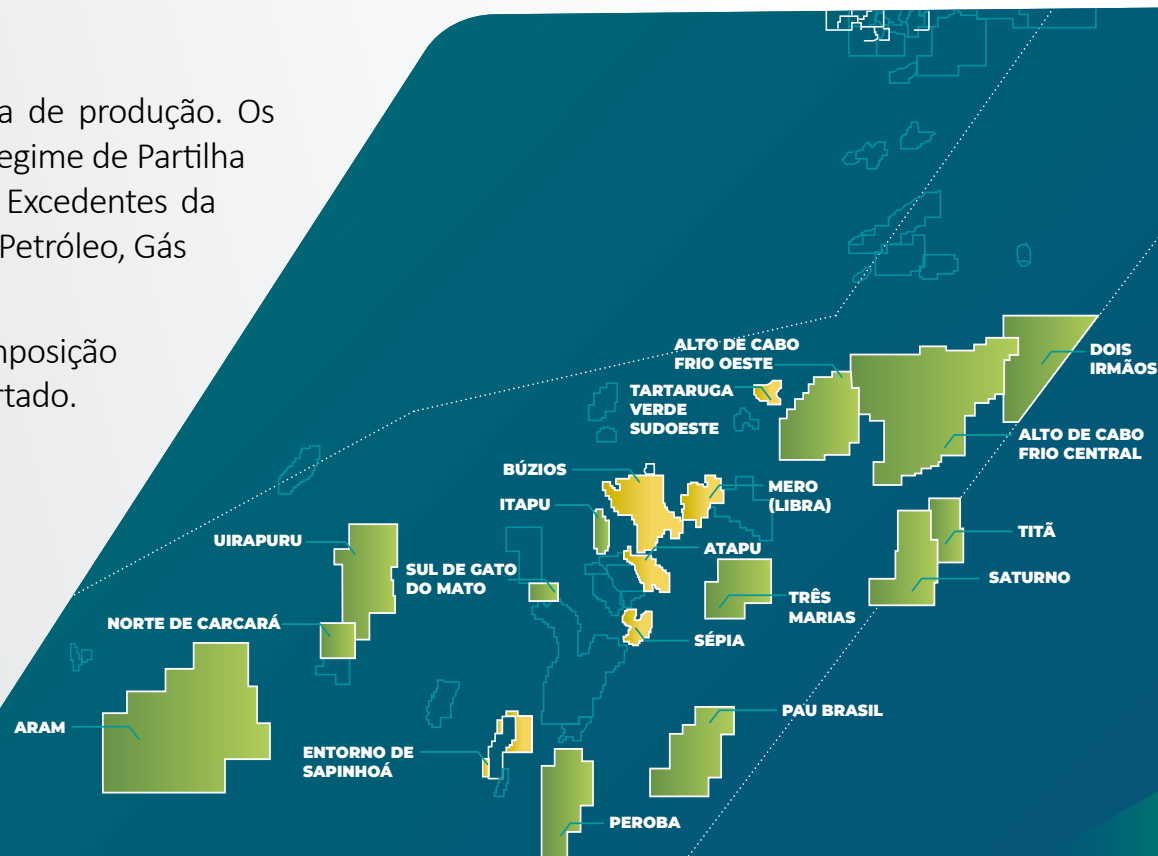 a de produção. Os
egime de Partilha
Excedentes da
Petróleo, Gás
mposição
rtado.
ALTO DE CABO
FRIO OESTE
DOIS
IRMÃOS
TARTARUGA
VERDE
SUDOESTE
ALTO DE CABO
FRIO CENTRAL
BÚZIOS
MERO
(LIBRA)
ITAPU
UIRAPURU
ATAPU
TITÃ
SUL DE GATO
DO MATO
SATURNO
TRÊS
MARIAS
NORTE DE CARCARÁ
SÉPIA
PAU BRASIL
ARAM
ENTORNO DE
SAPINHOÁ
PEROBA